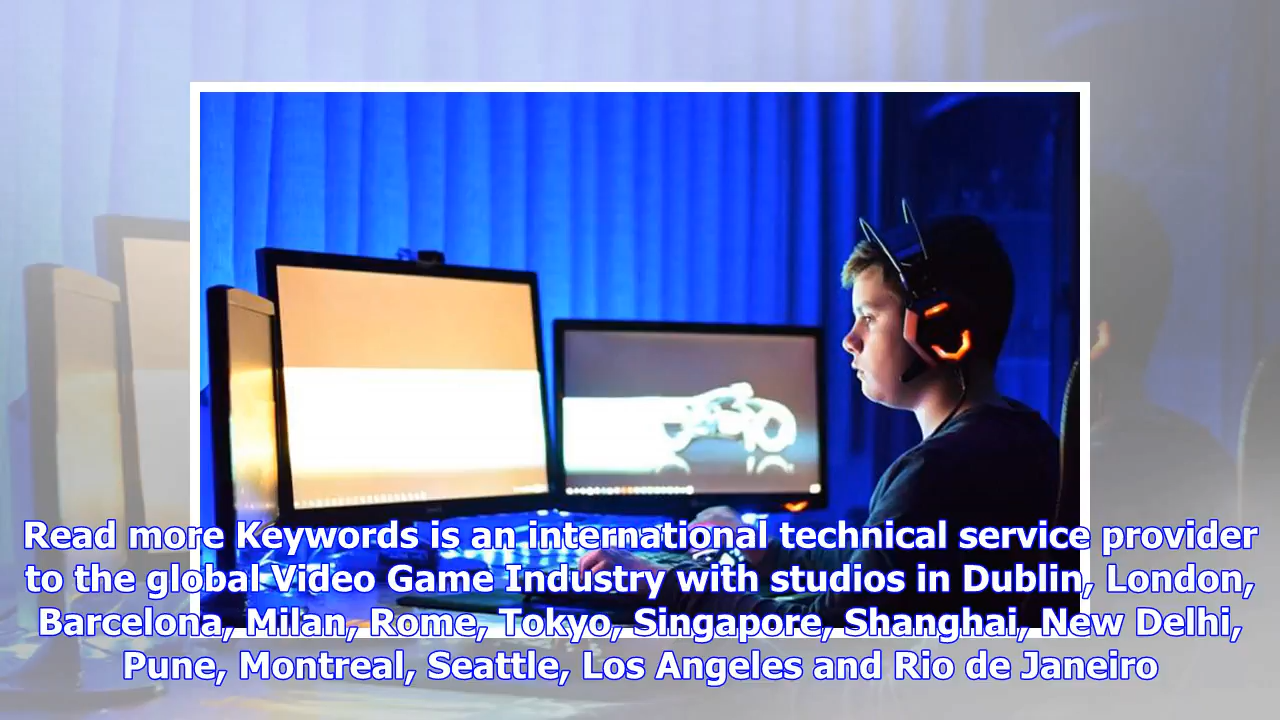 Read more Keywords is an international technical service provider
to the global Video Game Industry with studios in Dublin, London,
Barcelona, Milan, Rome, Tokyo, Singapore, Shanghai, New Delhi,
Pune, Montreal, Seattle, Los Angeles and Rio de Janeiro